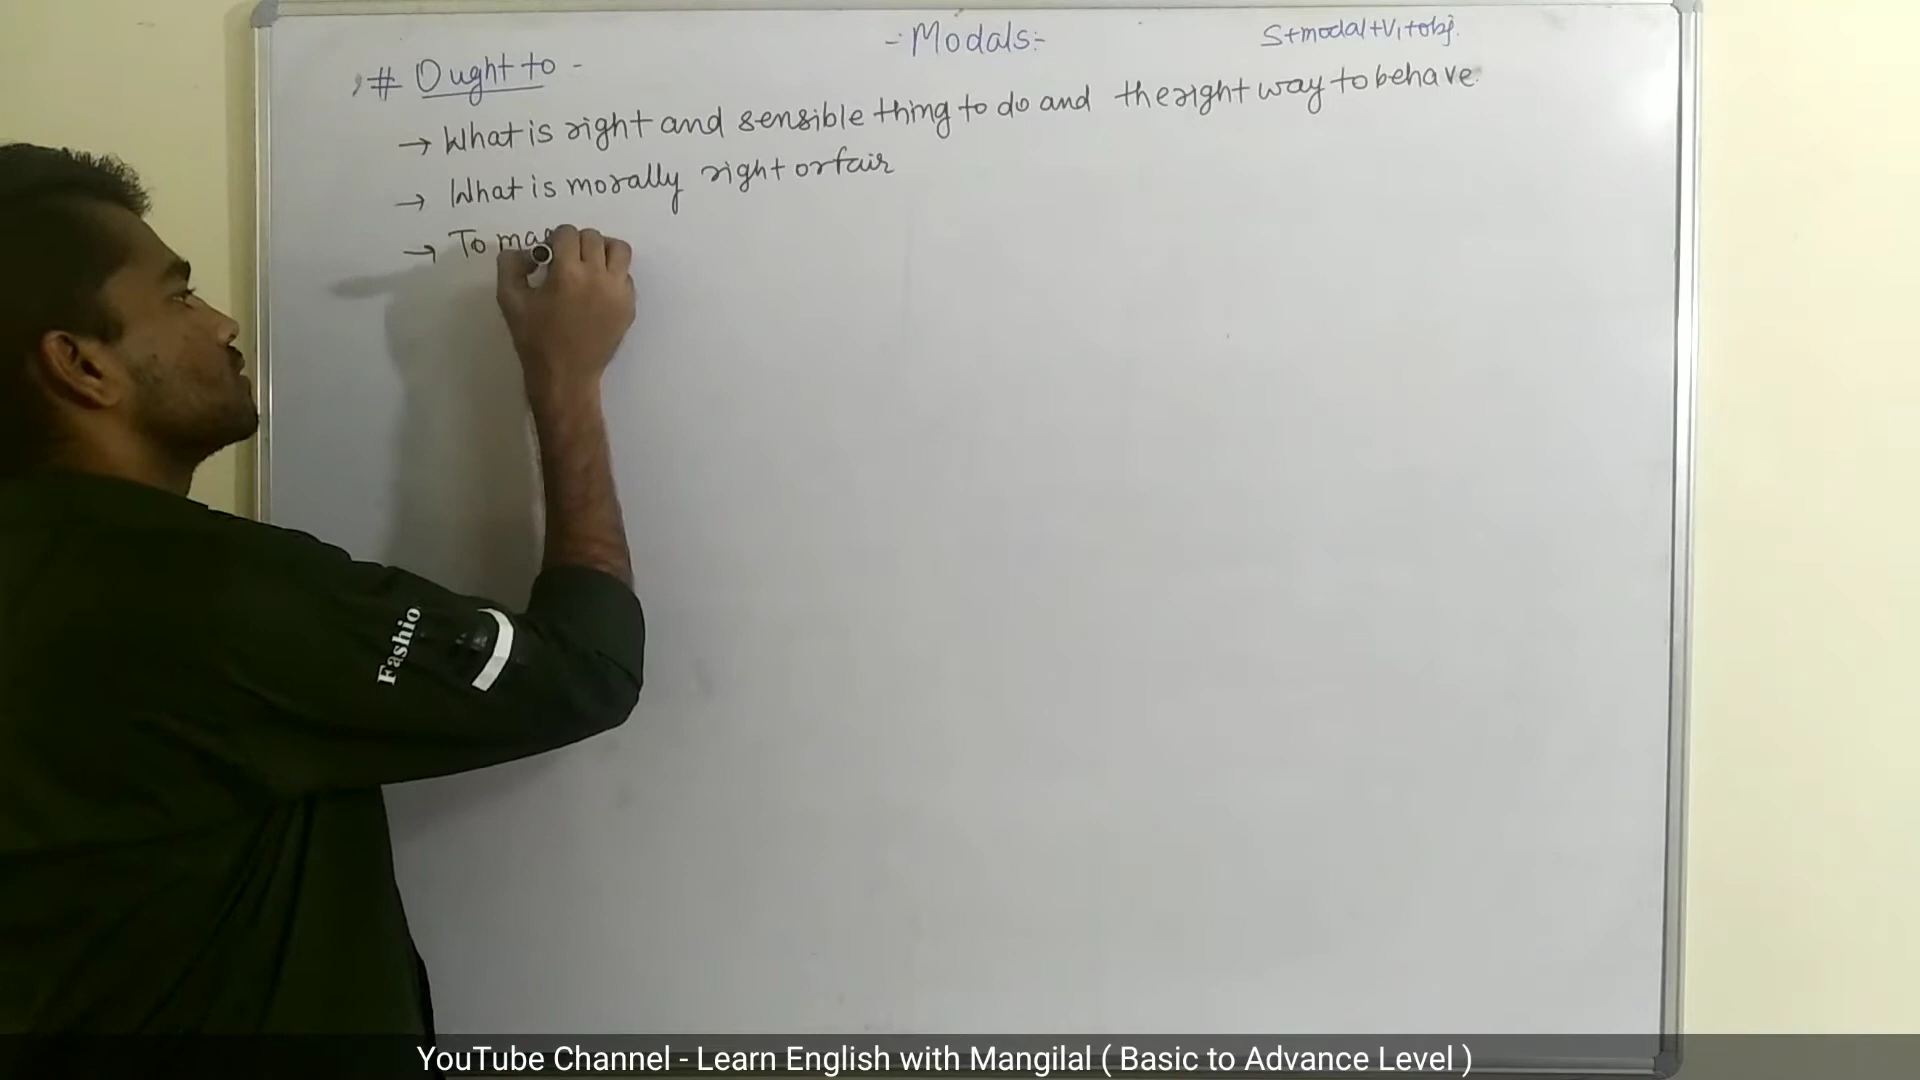 -: Modals:-
S+modal+V₁+obj.
# Ought to -
→ What is right and sensible thing to do and the right way to behave.
→ What is morally right or fair
→ To
Fashio
YouTube Channel - Learn English with Mangilal ( Basic to Advance Level )